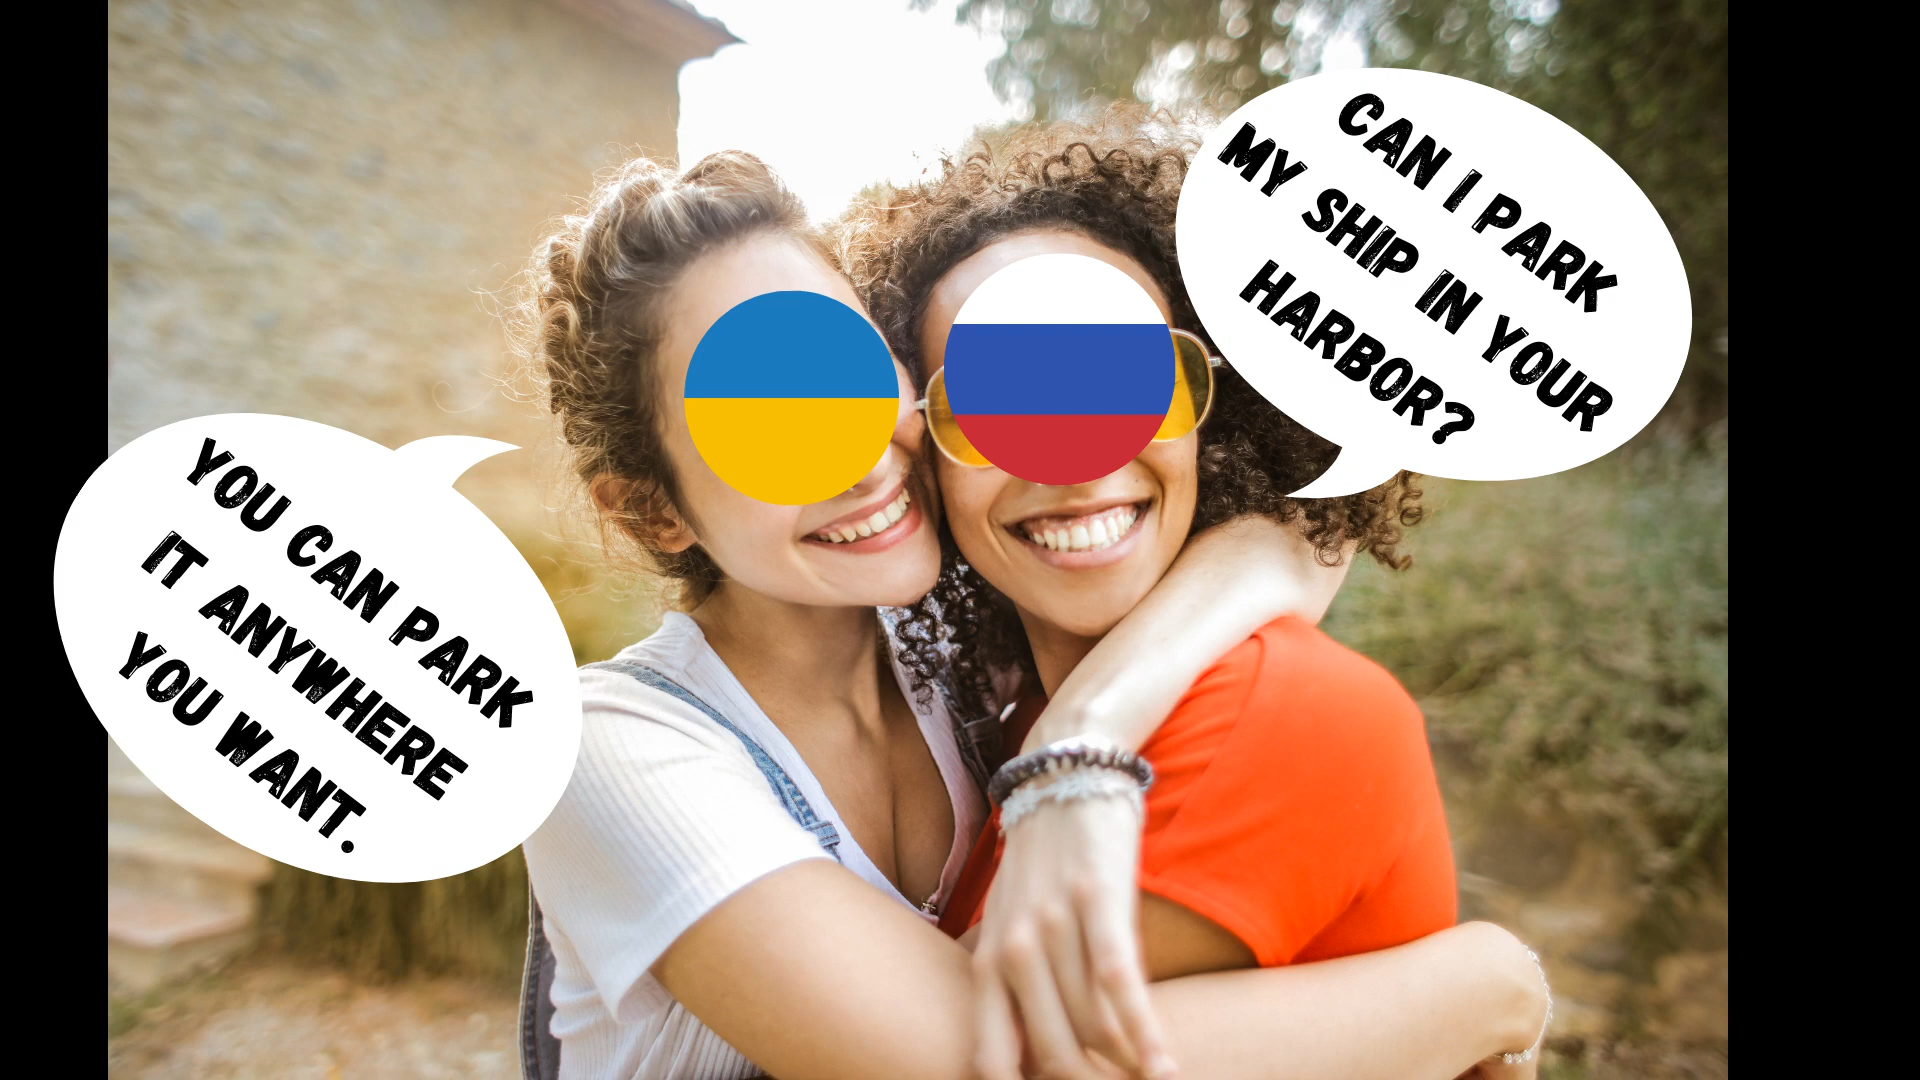 CAN I PARK
MY SHIP IN YOUR
HARBOR?
YOU CAN PARK
IT ANYWHERE
YOU WANT.